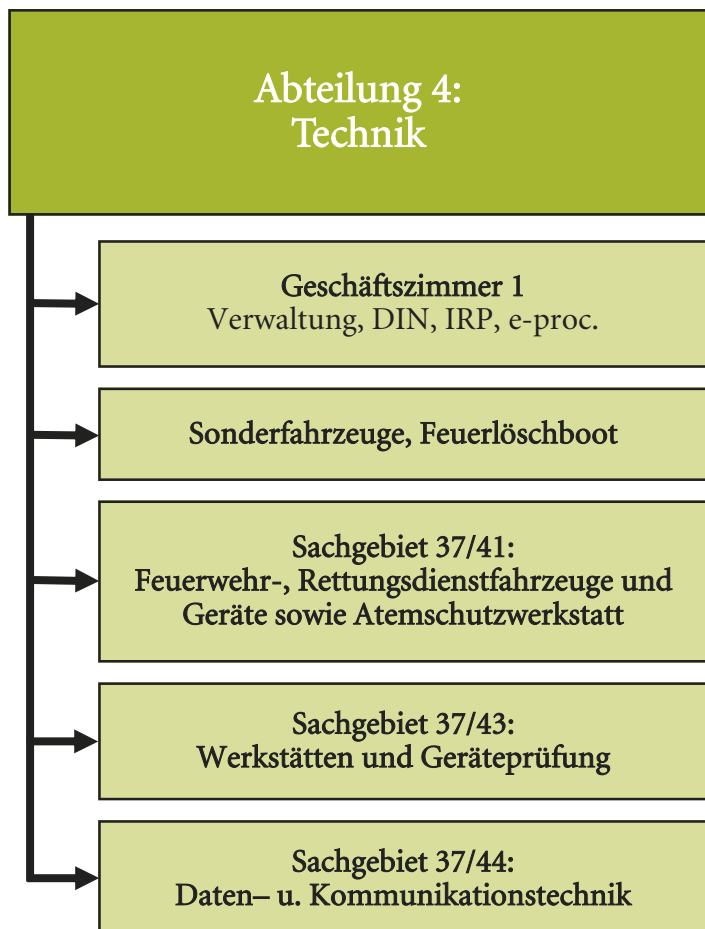 Abteilung 4:
Technik
Geschäftszimmer 1
Verwaltung, DIN, IRP, e-proc.
Sonderfahrzeuge, Feuerlöschboot
Sachgebiet 37/41:
Feuerwehr-, Rettungsdienstfahrzeuge und
Geräte sowie Atemschutzwerkstatt
Sachgebiet 37/43:
Werkstätten und Geräteprüfung
Sachgebiet 37/44:
Daten– u. Kommunikationstechnik